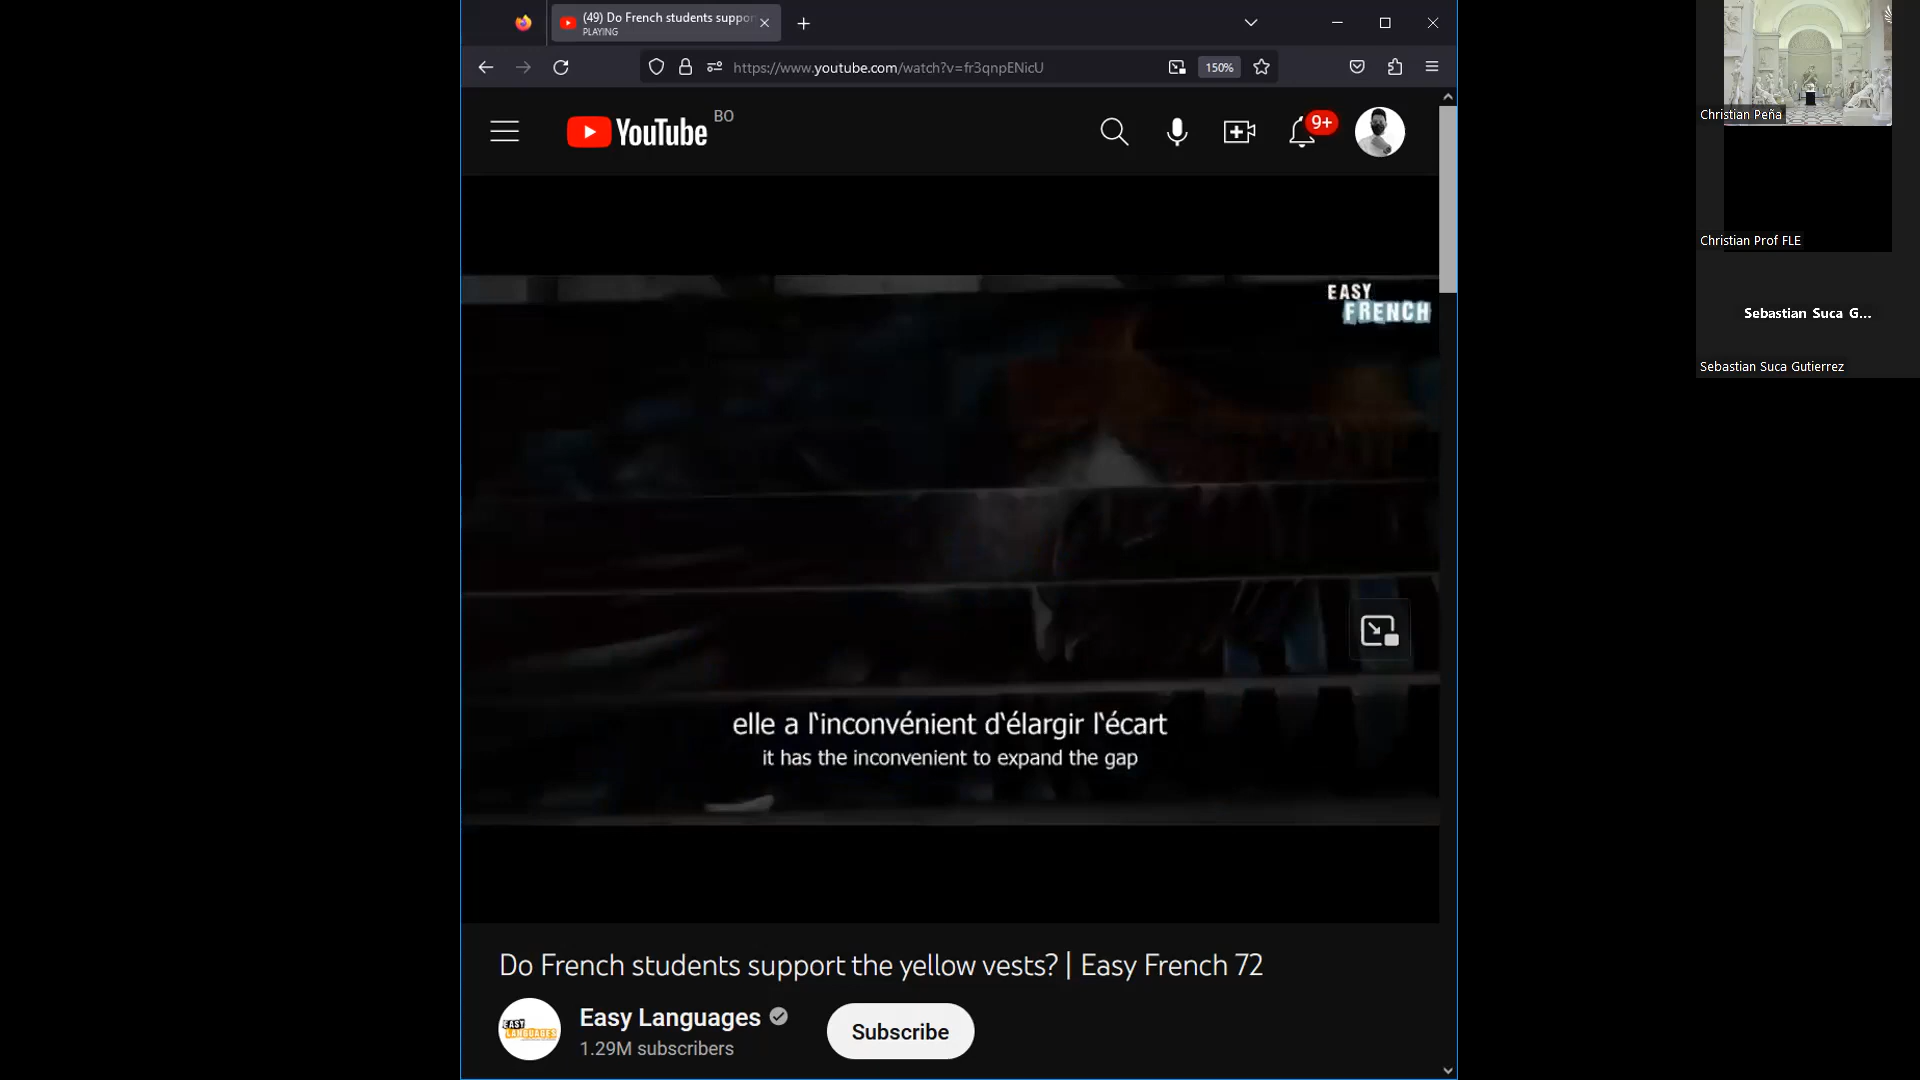 (49) Do French students suppor
PLAYING
https://www.youtube.com/watch?v=fr3qnpENicU
150%
YouTube BO
9+
EASY
FRENCH
elle a l‘inconvénient d‘élargir l‘écart
it has the inconvenient to expand the gap
Do French students support the yellow vests? | Easy French 72
EASY
LANGUAGES
Easy Languages
1.29M subscribers
Subscribe
Christian Peña
Christian Prof FLE
Sebastian Suca G...
Sebastian Suca Gutierrez